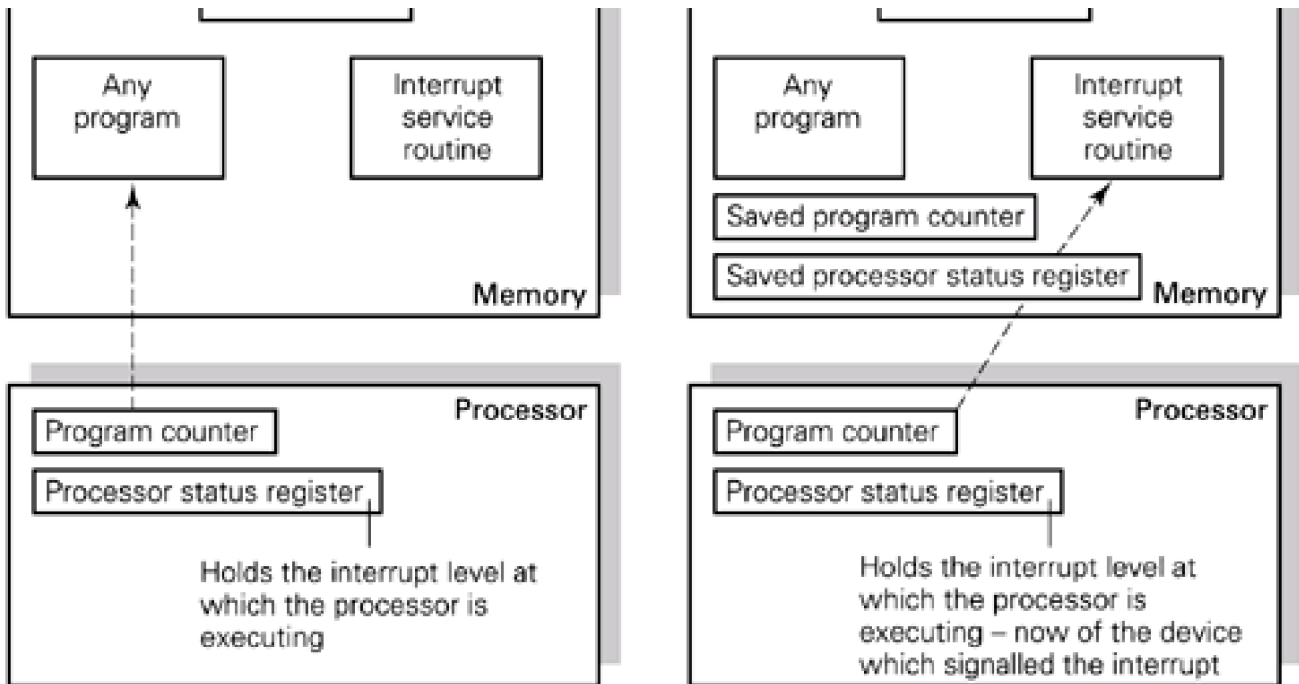 Any
program
Interrupt
service
routine
Memory
Processor
Program counter
Processor status register
Holds the interrupt level at
which the processor is
executing
Any
program
Interrupt
service
routine
Saved program counter
Saved processor status register
Memory
Processor
Program counter
Processor status register
Holds the interrupt level at
which the processor is
executing – now of the device
which signalled the interrupt